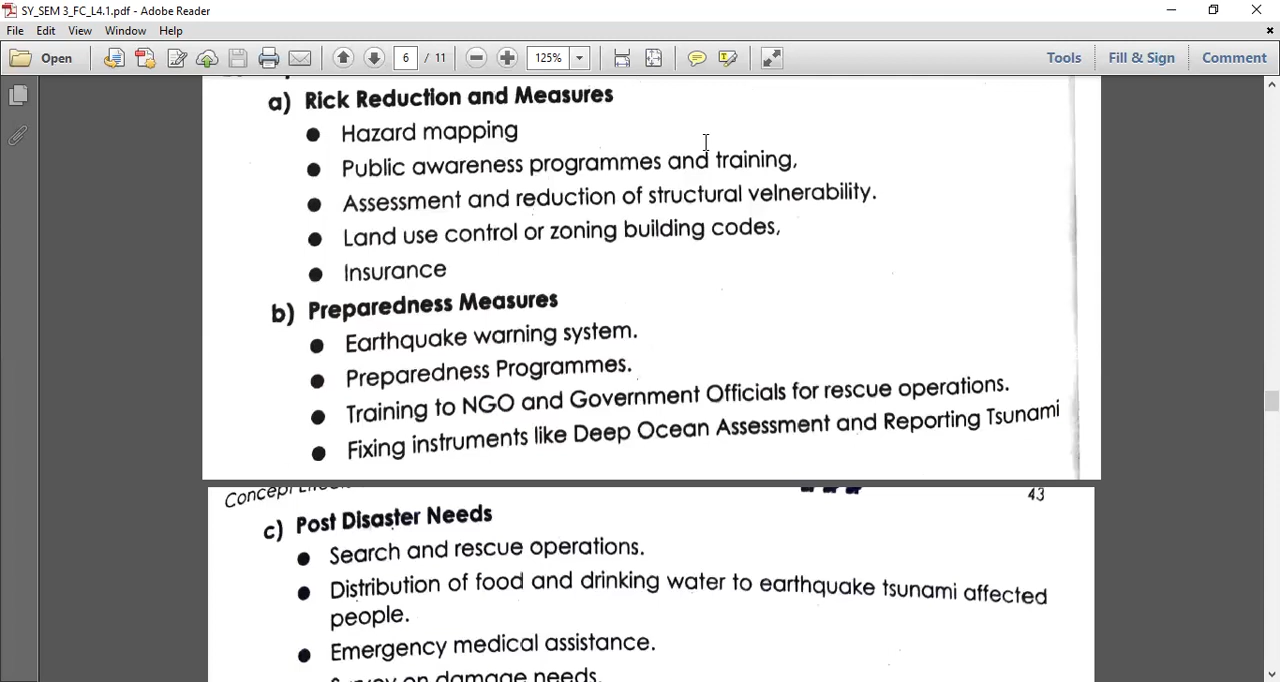 SY_SEM 3_FC_L4.1.pdf - Adobe Reader
File Edit View Window Help
Open 6 / 11 125% Tools Fill & Sign Comment
a) Rick Reduction and Measures
● Hazard mapping
● Public awareness programmes and training,
● Assessment and reduction of structural velnerability.
● Land use control or zoning building codes,
● Insurance
b) Preparedness Measures
● Earthquake warning system.
● Preparedness Programmes.
● Training to NGO and Government Officials for rescue operations.
● Fixing instruments like Deep Ocean Assessment and Reporting Tsunami
43
c) Post Disaster Needs
● Search and rescue operations.
● Distribution of food and drinking water to earthquake tsunami affected
people.
● Emergency medical assistance.
Survey on damage needs.